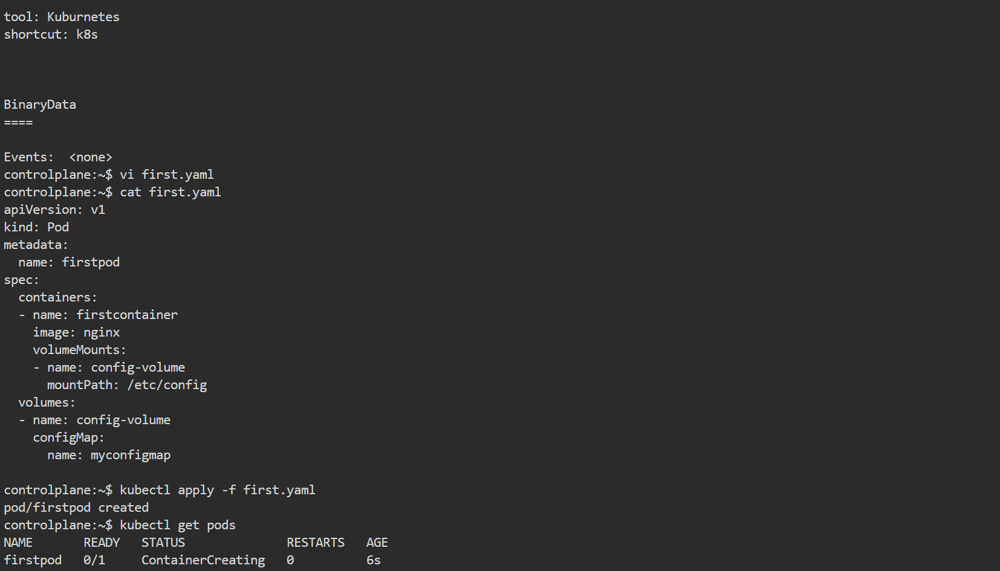 tool: Kuburnetes
shortcut: k8s
BinaryData
====
Events:  <none>
controlplane:~$ vi first.yaml
controlplane:~$ cat first.yaml
apiVersion: v1
kind: Pod
metadata:
  name: firstpod
spec:
  containers:
  - name: firstcontainer
    image: nginx
    volumeMounts:
    - name: config-volume
      mountPath: /etc/config
  volumes:
  - name: config-volume
    configMap:
      name: myconfigmap
controlplane:~$ kubectl apply -f first.yaml
pod/firstpod created
controlplane:~$ kubectl get pods
NAME       READY   STATUS              RESTARTS   AGE
firstpod   0/1     ContainerCreating   0          6s